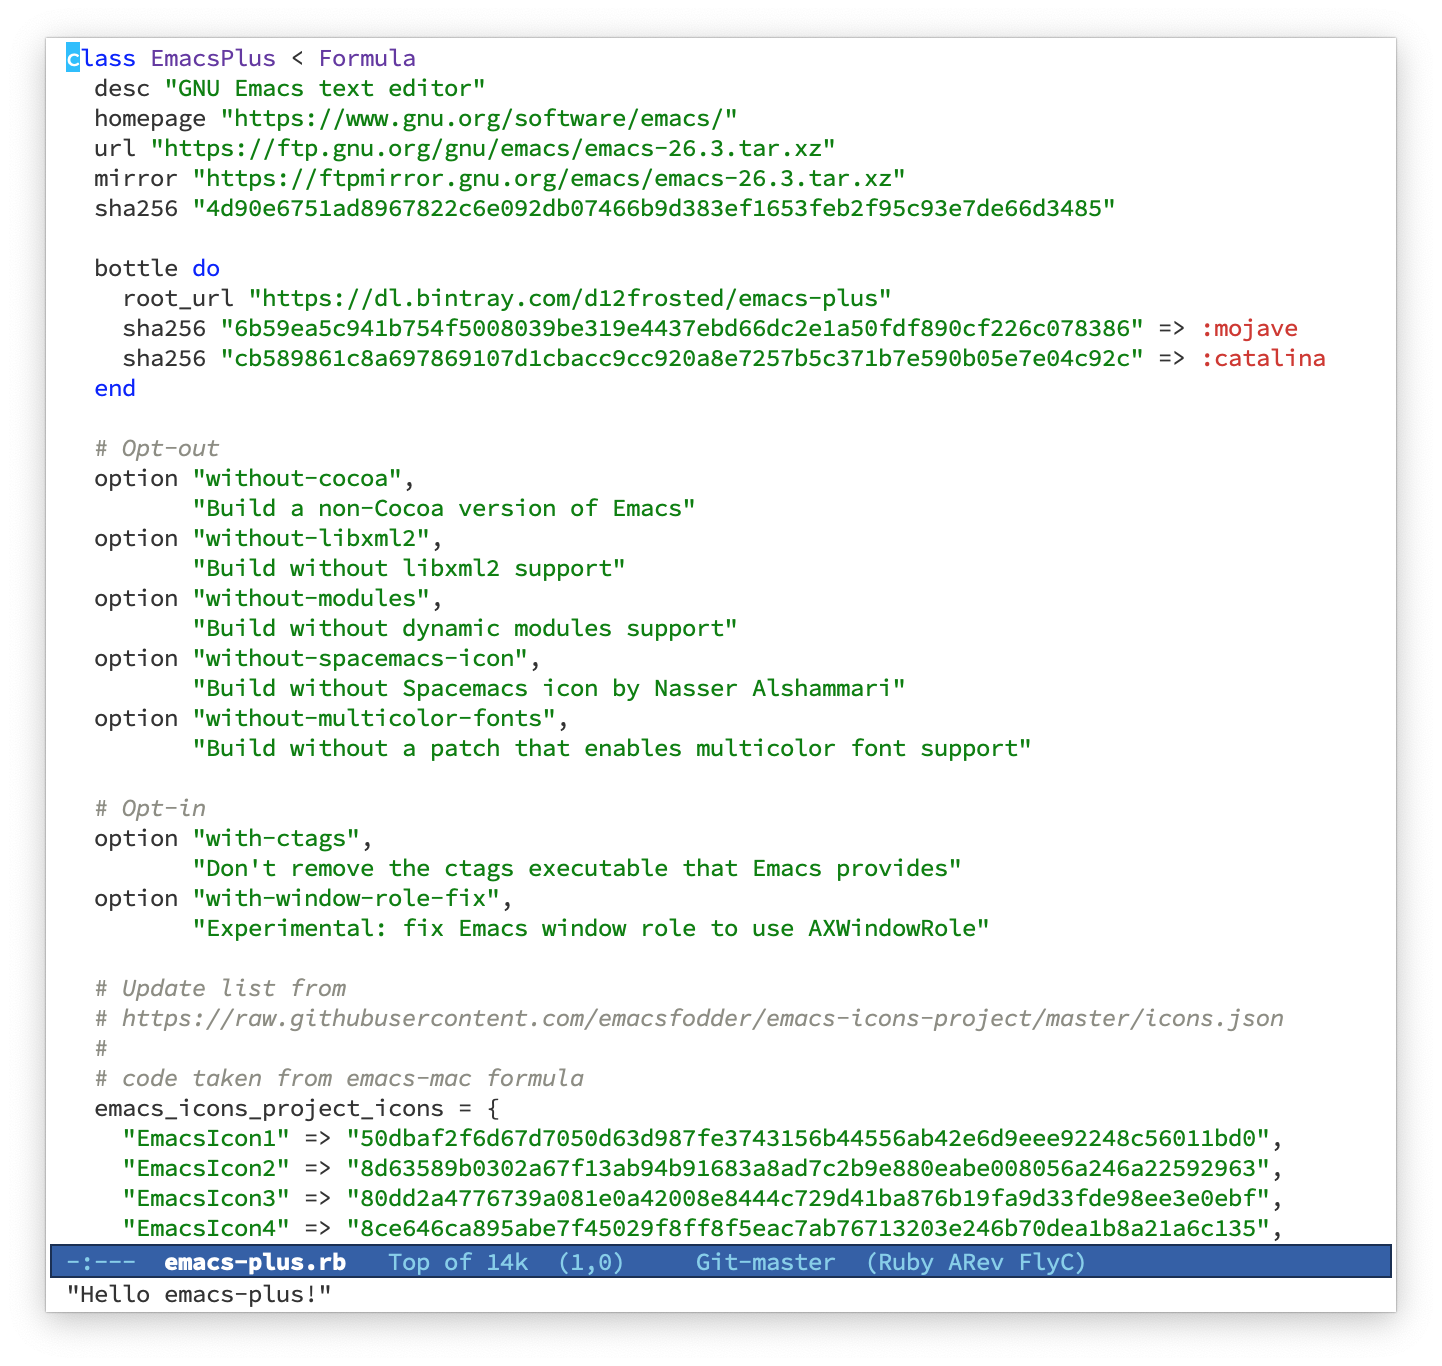 class EmacsPlus < Formula
  desc "GNU Emacs text editor"
  homepage "https://www.gnu.org/software/emacs/"
  url "https://ftp.gnu.org/gnu/emacs/emacs-26.3.tar.xz"
  mirror "https://ftpmirror.gnu.org/emacs/emacs-26.3.tar.xz"
  sha256 "4d90e6751ad8967822c6e092db07466b9d383ef1653feb2f95c93e7de66d3485"

  bottle do
    root_url "https://dl.bintray.com/d12frosted/emacs-plus"
    sha256 "6b59ea5c941b754f5008039be319e4437ebd66dc2e1a50fdf890cf226c078386" => :mojave
    sha256 "cb589861c8a697869107d1cbacc9cc920a8e7257b5c371b7e590b05e7e04c92c" => :catalina
  end

  # Opt-out
  option "without-cocoa",
         "Build a non-Cocoa version of Emacs"
  option "without-libxml2",
         "Build without libxml2 support"
  option "without-modules",
         "Build without dynamic modules support"
  option "without-spacemacs-icon",
         "Build without Spacemacs icon by Nasser Alshammari"
  option "without-multicolor-fonts",
         "Build without a patch that enables multicolor font support"

  # Opt-in
  option "with-ctags",
         "Don't remove the ctags executable that Emacs provides"
  option "with-window-role-fix",
         "Experimental: fix Emacs window role to use AXWindowRole"

  # Update list from
  # https://raw.githubusercontent.com/emacsfodder/emacs-icons-project/master/icons.json
  #
  # code taken from emacs-mac formula
  emacs_icons_project_icons = {
    "EmacsIcon1" => "50dbaf2f6d67d7050d63d987fe3743156b44556ab42e6d9eee92248c56011bd0",
    "EmacsIcon2" => "8d63589b0302a67f13ab94b91683a8ad7c2b9e880eabe008056a246a22592963",
    "EmacsIcon3" => "80dd2a4776739a081e0a42008e8444c729d41ba876b19fa9d33fde98ee3e0ebf",
    "EmacsIcon4" => "8ce646ca895abe7f45029f8ff8f5eac7ab76713203e246b70dea1b8a21a6c135",
-:---  emacs-plus.rb   Top of 14k  (1,0)     Git-master  (Ruby ARev FlyC)
"Hello emacs-plus!"